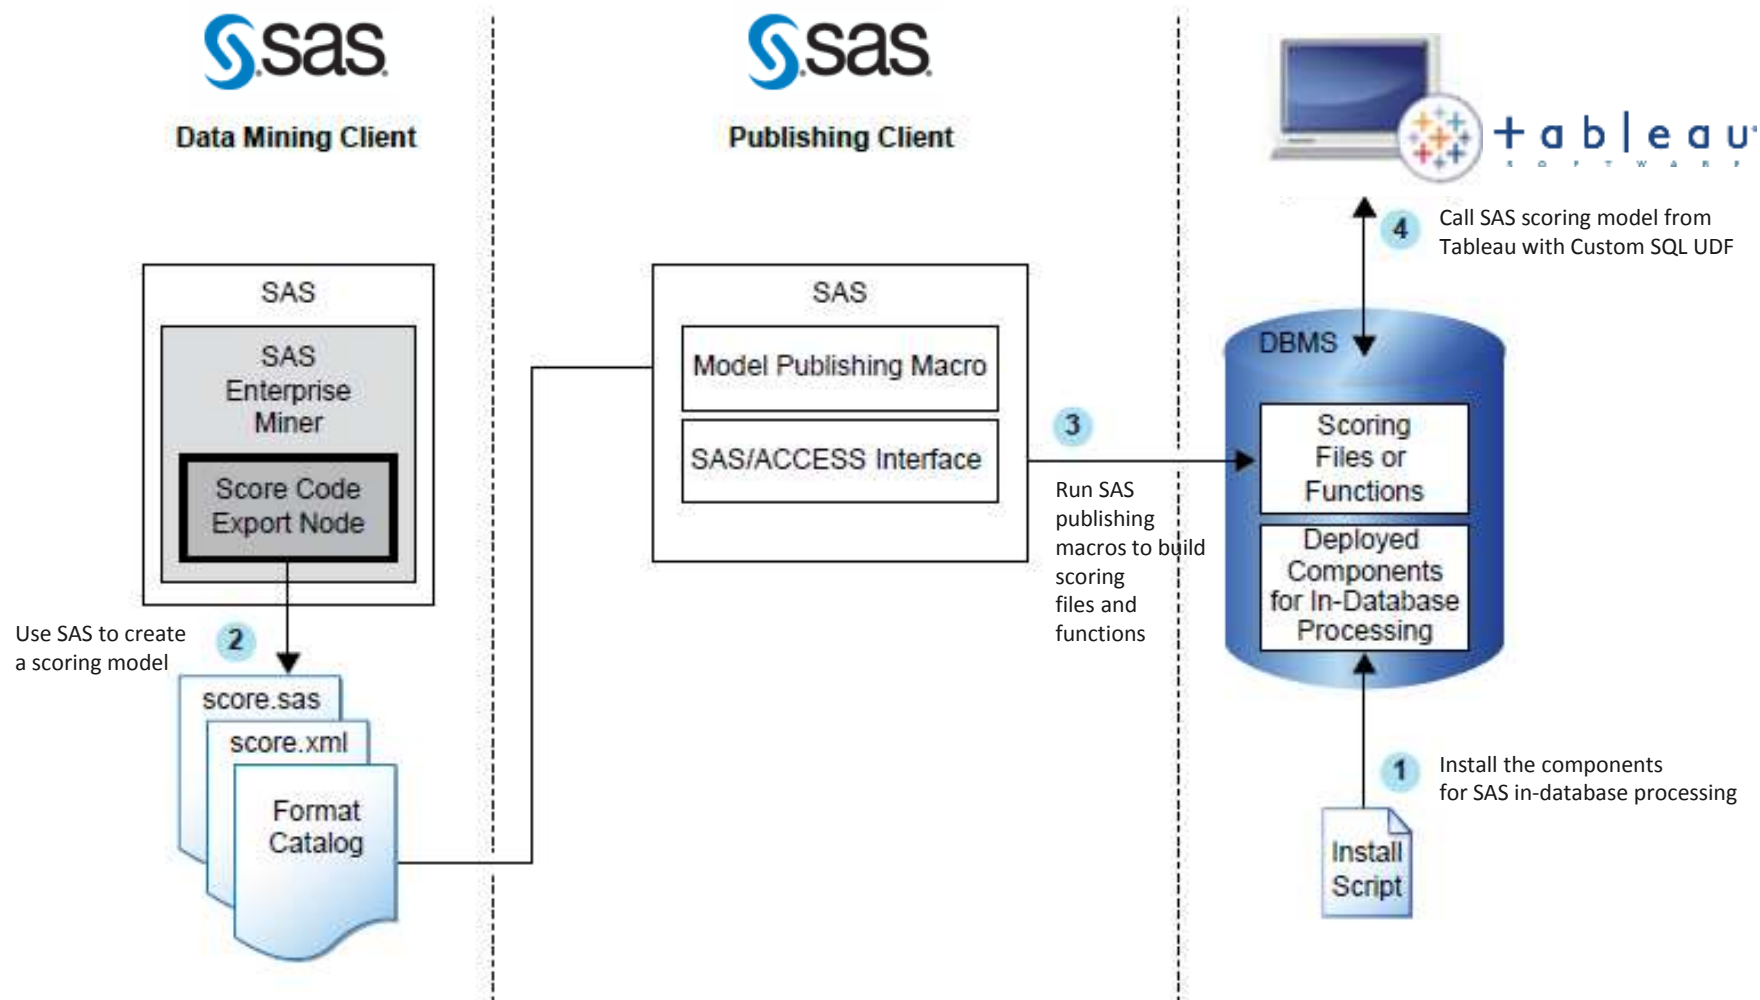 sas
Data Mining Client
SAS
SAS
Enterprise
Miner
Score Code
Export Node
Use SAS to create
a scoring model
2
score.sas
score.xml
Format
Catalog
sas
Publishing Client
SAS
Model Publishing Macro
SAS/ACCESS Interface
3
Run SAS
publishing
macros to build
scoring
files and
functions
+ a b | e a u
S O F T W A R E
4
Call SAS scoring model from
Tableau with Custom SQL UDF
DBMS
Scoring
Files or
Functions
Deployed
Components
for In-Database
Processing
1
Install the components
for SAS in-database processing
Install
Script